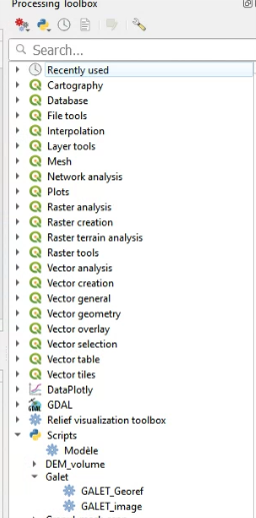 Processing Toolbox
Search...
Recently used
Cartography
Database
File tools
Interpolation
Layer tools
Mesh
Network analysis
Plots
Raster analysis
Raster creation
Raster terrain analysis
Raster tools
Vector analysis
Vector creation
Vector general
Vector geometry
Vector overlay
Vector selection
Vector table
Vector tiles
DataPlotly
GDAL
Relief visualization toolbox
Scripts
Modèle
DEM_volume
Galet
GALET_Georef
GALET_image